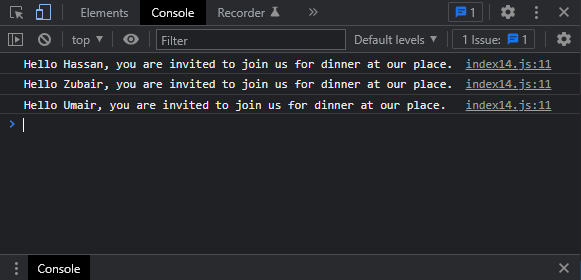 Elements Console Recorder » 1
top Filter Default levels 1 Issue: 1
Hello Hassan, you are invited to join us for dinner at our place. index14.js:11
Hello Zubair, you are invited to join us for dinner at our place. index14.js:11
Hello Umair, you are invited to join us for dinner at our place. index14.js:11
>
Console